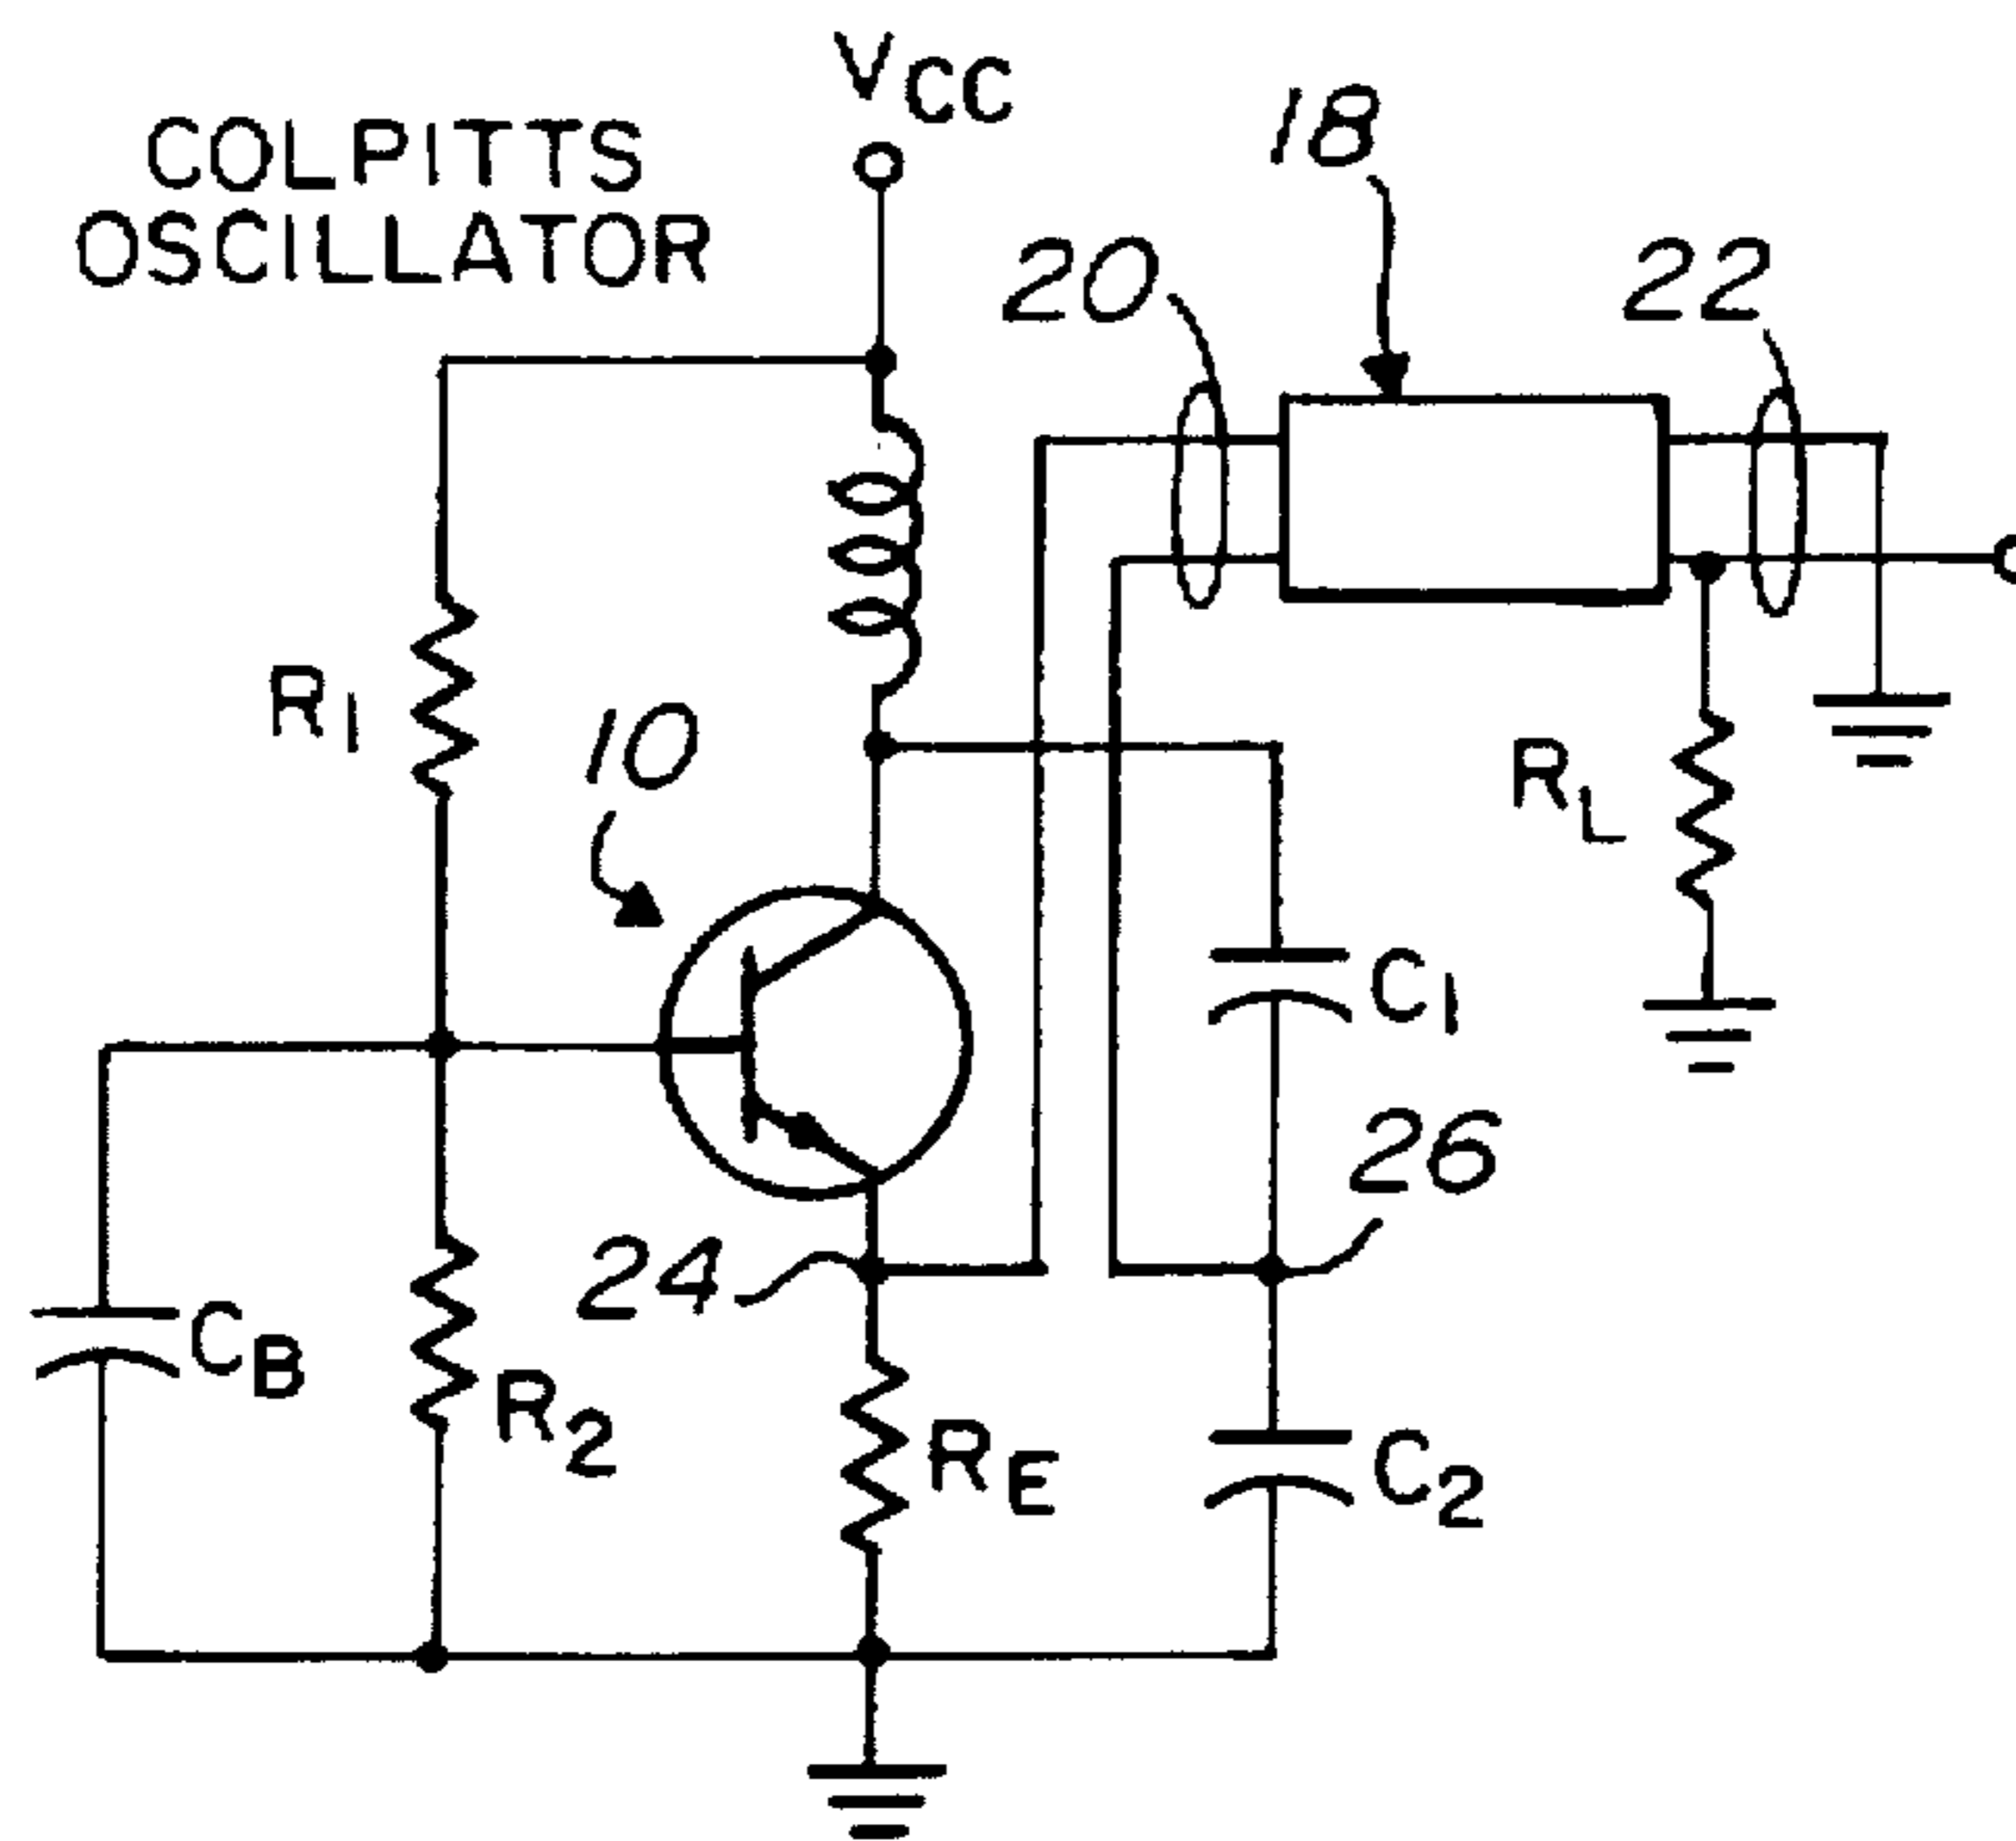 COLPITTS
OSCILLATOR
VCC
18
20
22
R1
10
RL
C1
26
24
CB
R2
RE
C2